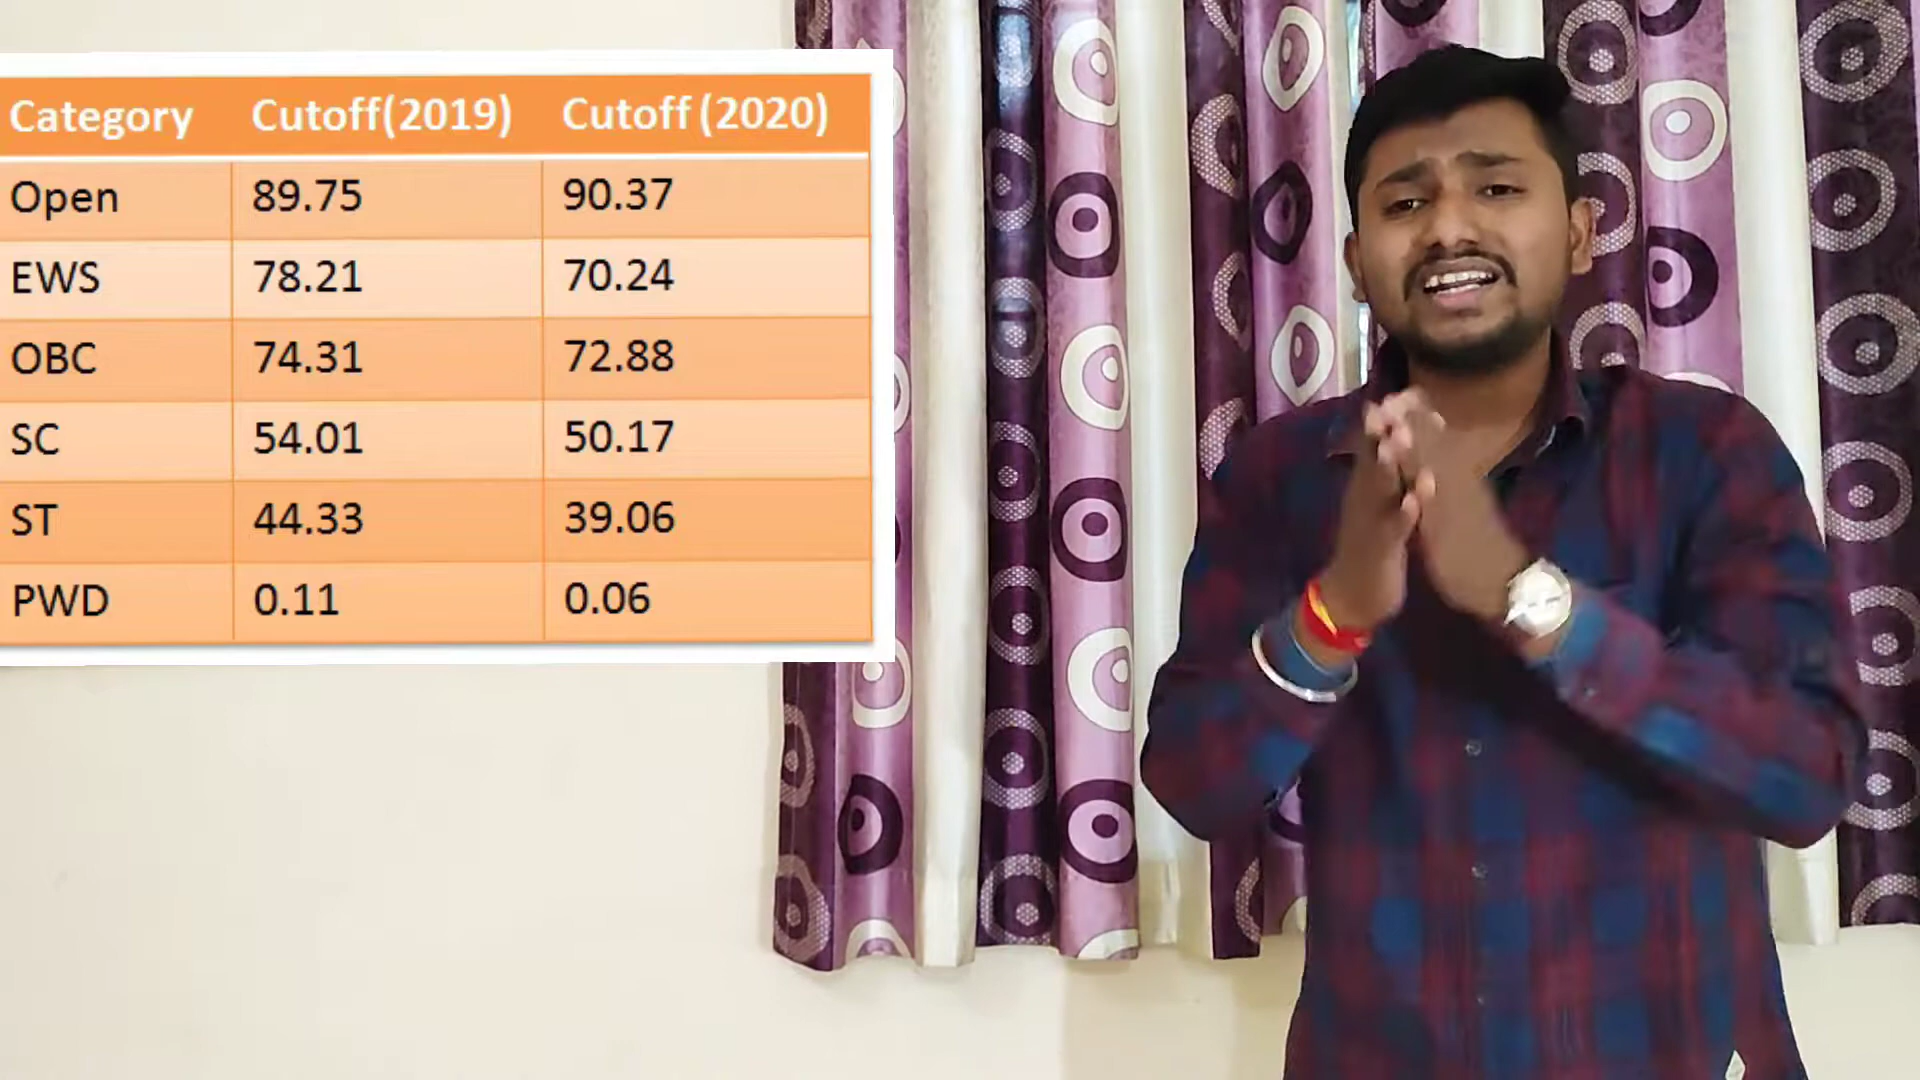 Category Cutoff(2019) Cutoff (2020)
Open 89.75 90.37
EWS 78.21 70.24
OBC 74.31 72.88
SC 54.01 50.17
ST 44.33 39.06
PWD 0.11 0.06